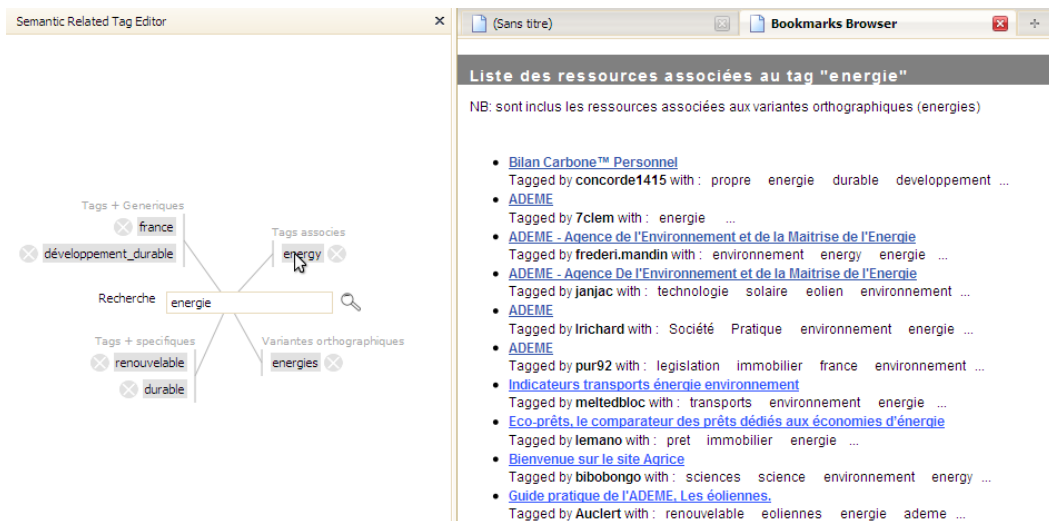 Semantic Related Tag Editor
Tags + Generiques
france
développement_durable
Tags associes
energy
Recherche energie
Tags + specifiques
renouvelable
durable
Variantes orthographiques
energies
(Sans titre)
Bookmarks Browser
Liste des ressources associées au tag "energie"
NB: sont inclus les ressources associées aux variantes orthographiques (energies)
Bilan Carbone™ Personnel
Tagged by concorde1415 with : propre energie durable developpement ...
ADEME
Tagged by 7clem with : energie ...
ADEME - Agence de l'Environnement et de la Maitrise de l'Energie
Tagged by frederi.mandin with : environnement energy energie ...
ADEME - Agence De l'Environnement et de la Maitrise de l'Energie
Tagged by janjac with : technologie solaire eolien environnement ...
ADEME
Tagged by lrichard with : Société Pratique environnement energie ...
ADEME
Tagged by pur92 with : legislation immobilier france environnement ...
Indicateurs transports énergie environnement
Tagged by meltedbloc with : transports environnement energie ...
Eco-prêts, le comparateur des prêts dédiés aux économies d'énergie
Tagged by lemano with : pret immobilier energie ...
Bienvenue sur le site Agrice
Tagged by bibobongo with : sciences science environnement energy ...
Guide pratique de l'ADEME, Les éoliennes.
Tagged by Auclert with : renouvelable eoliennes energie ademe ...